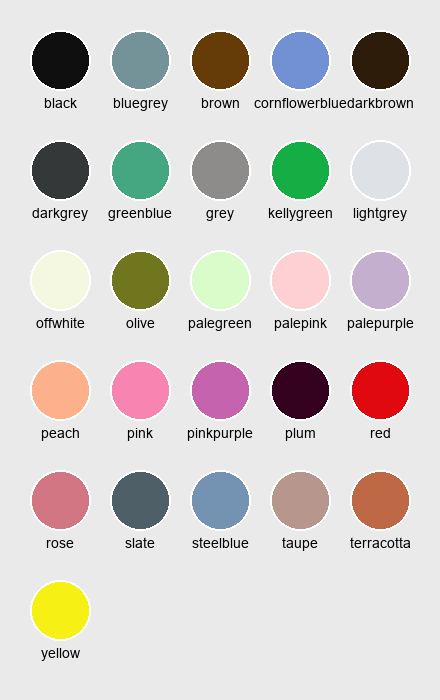 black bluegrey brown cornflowerblue darkbrown
darkgrey greenblue grey kellygreen lightgrey
offwhite olive palegreen palepink palepurple
peach pink pinkpurple plum red
rose slate steelblue taupe terracotta
yellow